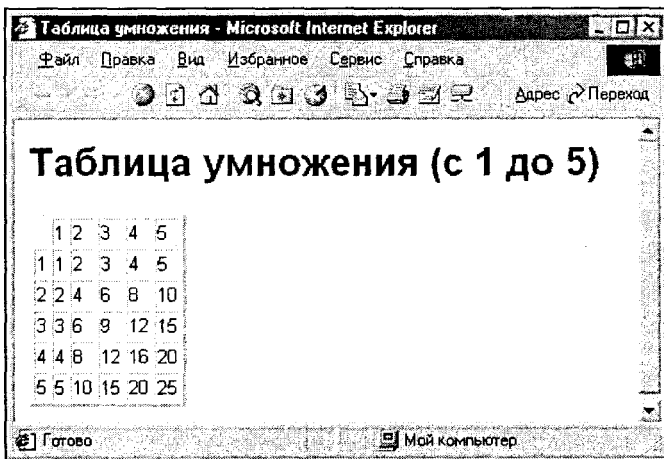 Таблица умножения - Microsoft Internet Explorer
Файл Правка Вид Избранное Сервис Справка
Адрес Переход
Таблица умножения (с 1 до 5)
1 2 3 4 5
1 1 2 3 4 5
2 2 4 6 8 10
3 3 6 9 12 15
4 4 8 12 16 20
5 5 10 15 20 25
Готово Мой компьютер